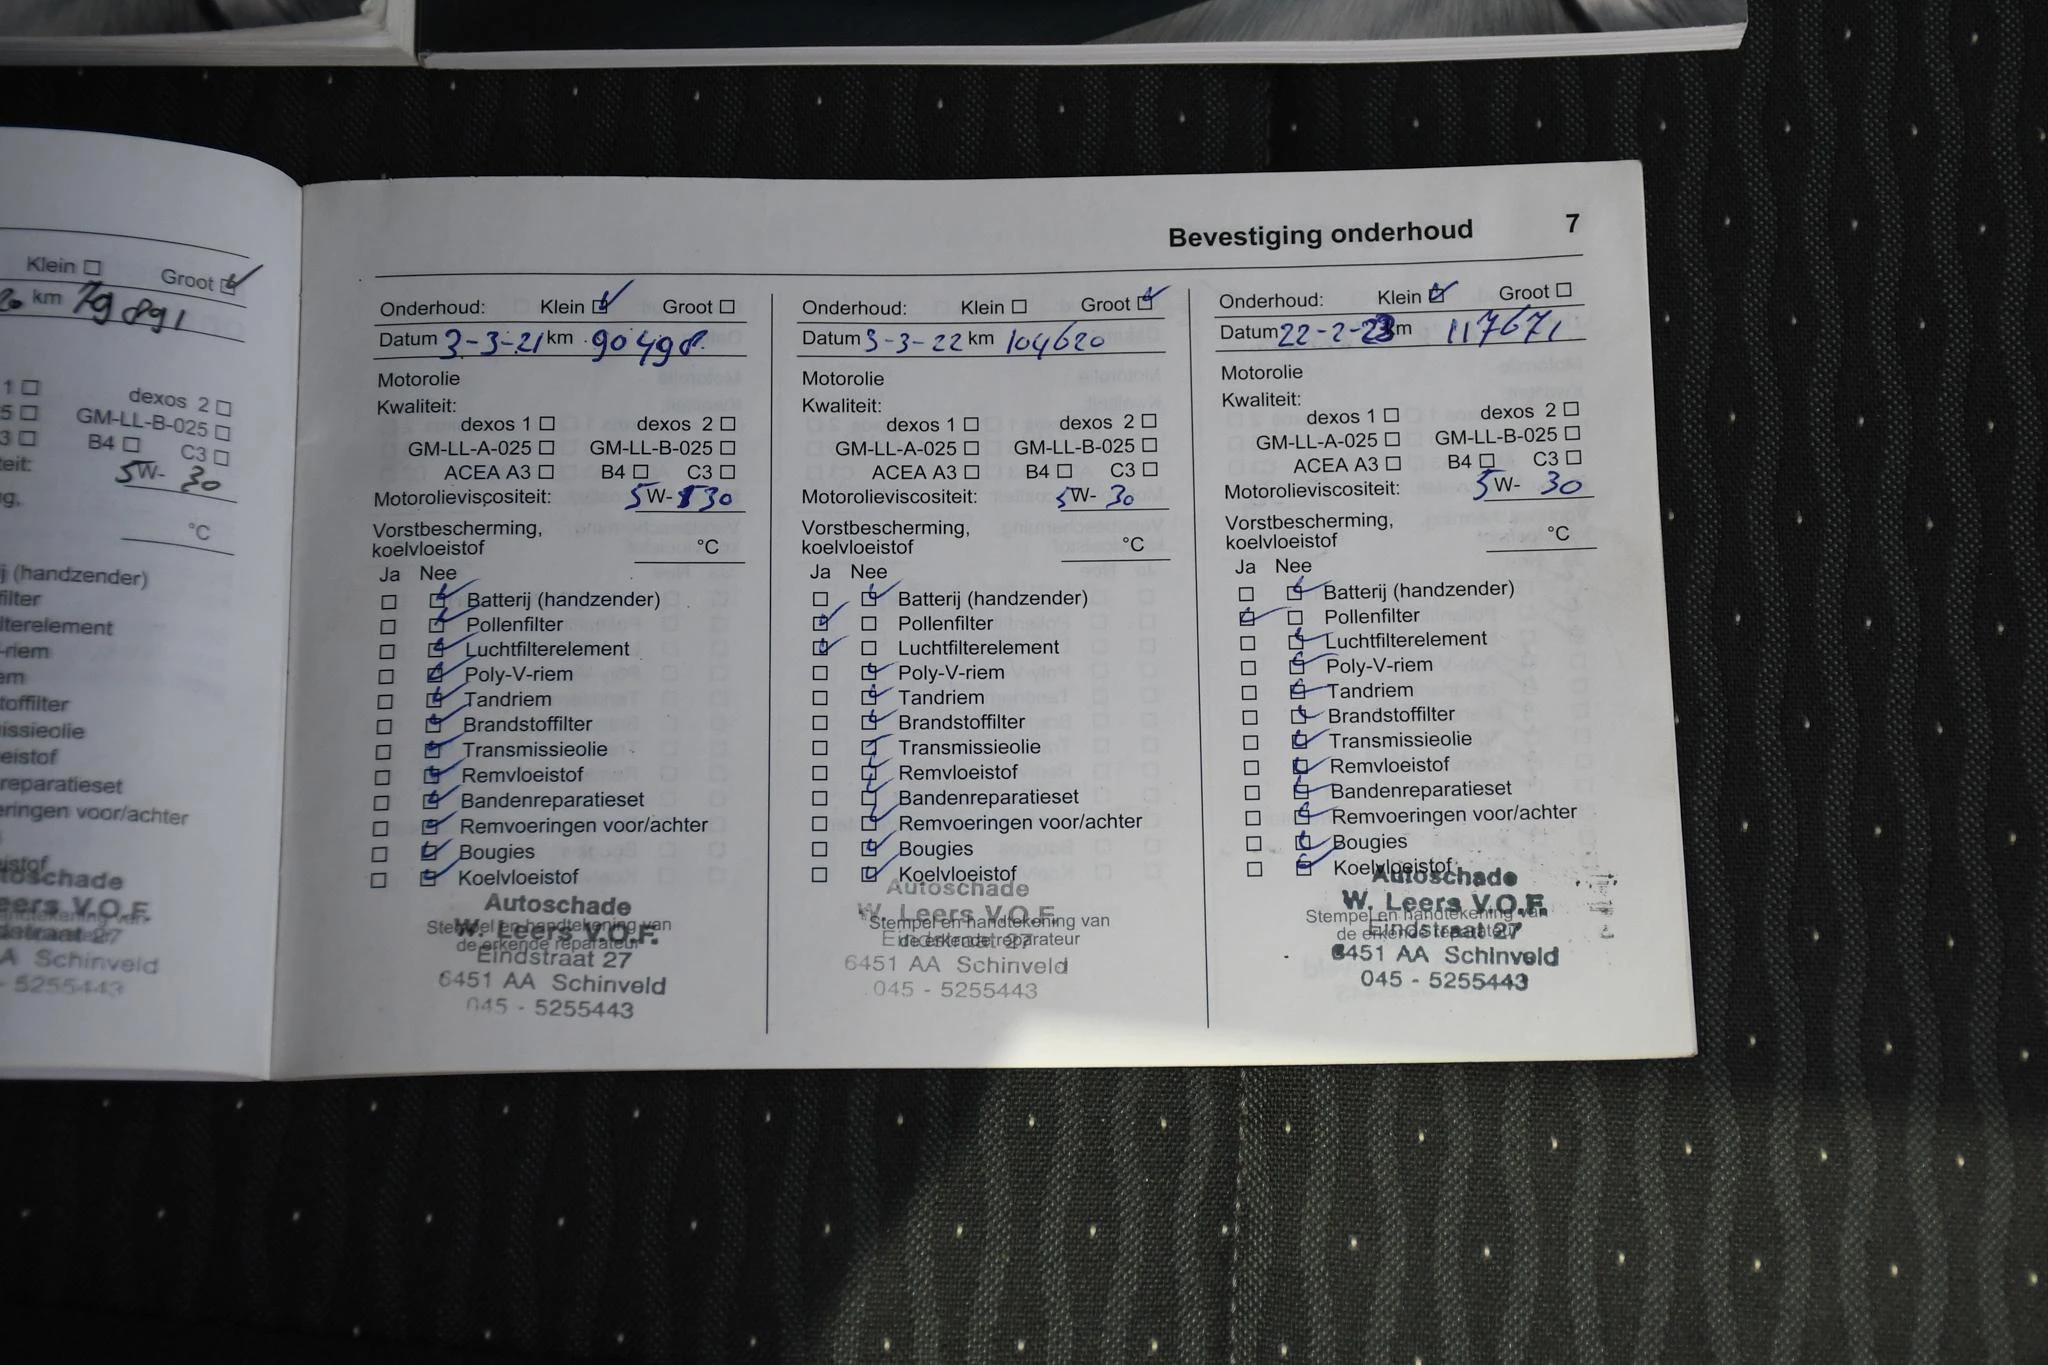 Klein Groot
km 79891
1
dexos 2
5
GM-LL-B-025
3
B4 C3
5W- 30
°C
(handzender)
eistof
reparatieset
voor/achter
Schinveld
- 5255443
Bevestiging onderhoud 7
Onderhoud: Klein Groot
Datum 3-3-21 km 90498
Motorolie
Kwaliteit:
dexos 1 dexos 2
GM-LL-A-025 GM-LL-B-025
ACEA A3 B4 C3
Motorolieviscositeit: 5W-30
Vorstbescherming,
koelvloeistof °C
Ja Nee
Batterij (handzender)
Pollenfilter
Luchtfilterelement
Poly-V-riem
Tandriem
Brandstoffilter
Transmissieolie
Remvloeistof
Bandenreparatieset
Remvoeringen voor/achter
Bougies
Koelvloeistof
Autoschade
Stempel en handtekening van
W. Leers V.O.F.
de erkende reparateur
Eindstraat 27
6451 AA Schinveld
045 - 5255443
Onderhoud: Klein Groot
Datum 3-3-22 km 104620
Motorolie
Kwaliteit:
dexos 1 dexos 2
GM-LL-A-025 GM-LL-B-025
ACEA A3 B4 C3
Motorolieviscositeit: 5W-30
Vorstbescherming,
koelvloeistof °C
Ja Nee
Batterij (handzender)
Pollenfilter
Luchtfilterelement
Poly-V-riem
Tandriem
Brandstoffilter
Transmissieolie
Remvloeistof
Bandenreparatieset
Remvoeringen voor/achter
Bougies
Koelvloeistof
Autoschade
W. Leers V.O.F.
Stempel en handtekening van
Eindstraat 27
de erkende reparateur
6451 AA Schinveld
045 - 5255443
Onderhoud: Klein Groot
Datum 22-2-23 km 117671
Motorolie
Kwaliteit:
dexos 1 dexos 2
GM-LL-A-025 GM-LL-B-025
ACEA A3 B4 C3
Motorolieviscositeit: 5W-30
Vorstbescherming,
koelvloeistof °C
Ja Nee
Batterij (handzender)
Pollenfilter
Luchtfilterelement
Poly-V-riem
Tandriem
Brandstoffilter
Transmissieolie
Remvloeistof
Bandenreparatieset
Remvoeringen voor/achter
Bougies
Koelvloeistof
Autoschade
W. Leers V.O.F.
Stempel en handtekening van
Eindstraat 27
de erkende reparateur
6451 AA Schinveld
045 - 5255443